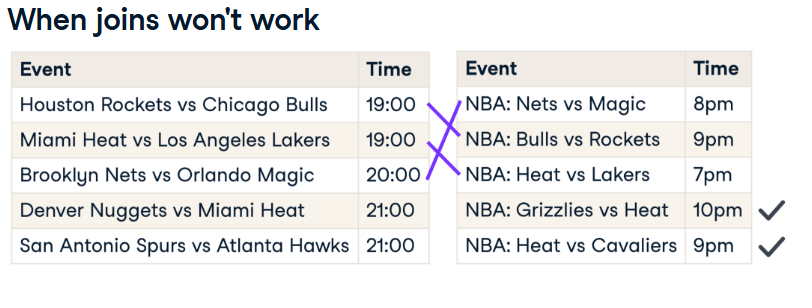 When joins won't work
Event Time
Houston Rockets vs Chicago Bulls 19:00
Miami Heat vs Los Angeles Lakers 19:00
Brooklyn Nets vs Orlando Magic 20:00
Denver Nuggets vs Miami Heat 21:00
San Antonio Spurs vs Atlanta Hawks 21:00
Event Time
NBA: Nets vs Magic 8pm
NBA: Bulls vs Rockets 9pm
NBA: Heat vs Lakers 7pm
NBA: Grizzlies vs Heat 10pm
NBA: Heat vs Cavaliers 9pm